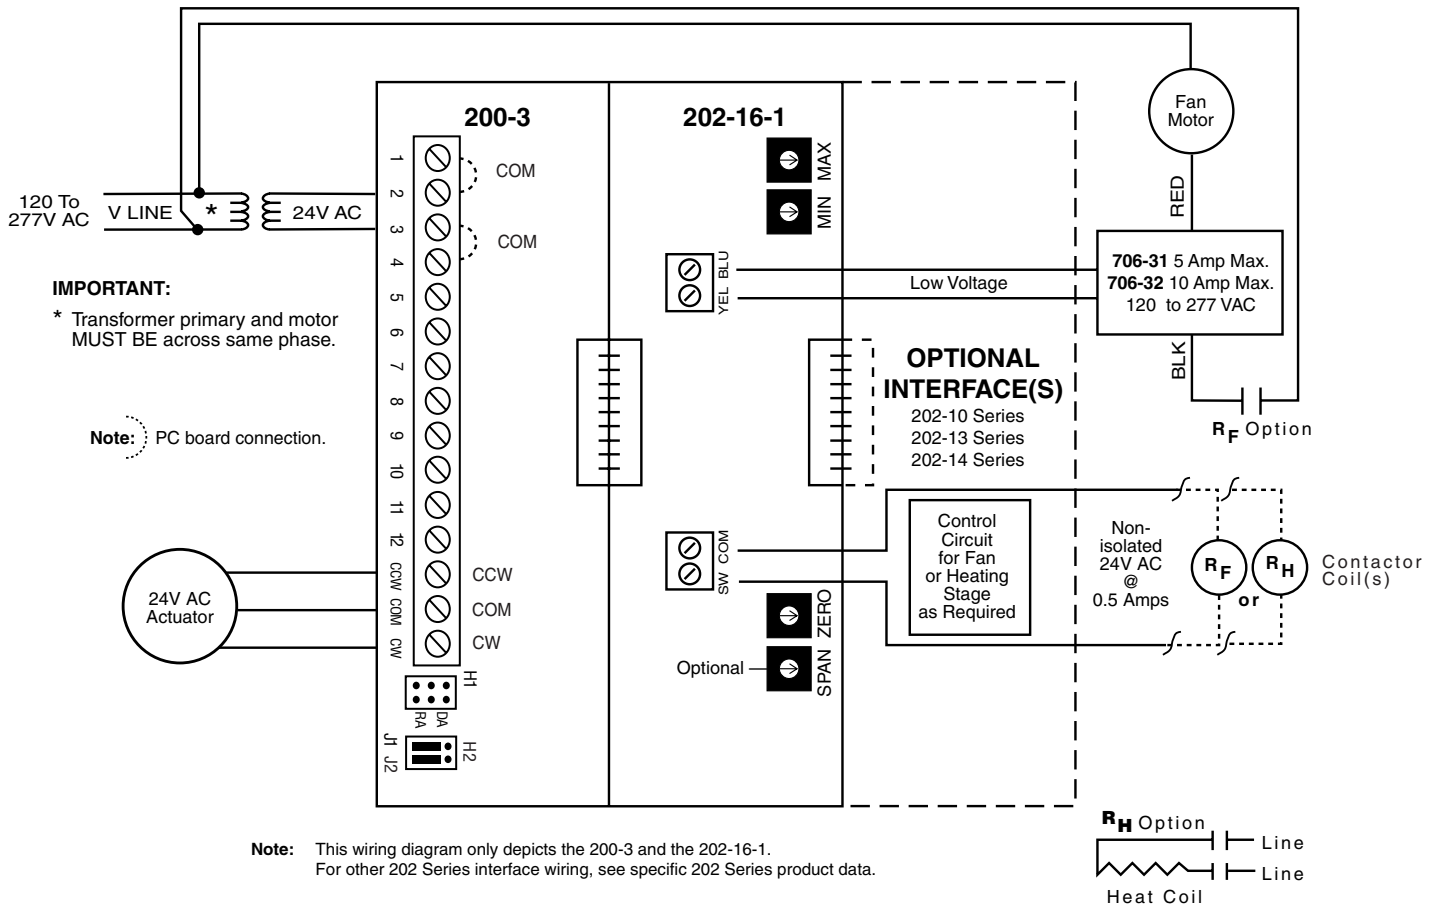 200-3
202-16-1
1
2
3
4
5
6
7
8
9
10
11
12
CCW
COM
CW
COM
COM
CCW
COM
CW
H1
RA
DA
J1
J2
H2
120 To
277V AC
V LINE
*
24V AC
IMPORTANT:
* Transformer primary and motor
MUST BE across same phase.
Note: PC board connection.
24V AC
Actuator
MAX
MIN
BLU
YEL
COM
SW
ZERO
SPAN
Optional
Low Voltage
OPTIONAL
INTERFACE(S)
202-10 Series
202-13 Series
202-14 Series
Fan
Motor
RED
706-31 5 Amp Max.
706-32 10 Amp Max.
120 to 277 VAC
BLK
RF Option
Control
Circuit
for Fan
or Heating
Stage
as Required
Non-
isolated
24V AC
@
0.5 Amps
RF
or
RH
Contactor
Coil(s)
RH Option
Line
Line
Heat Coil
Note: This wiring diagram only depicts the 200-3 and the 202-16-1.
For other 202 Series interface wiring, see specific 202 Series product data.